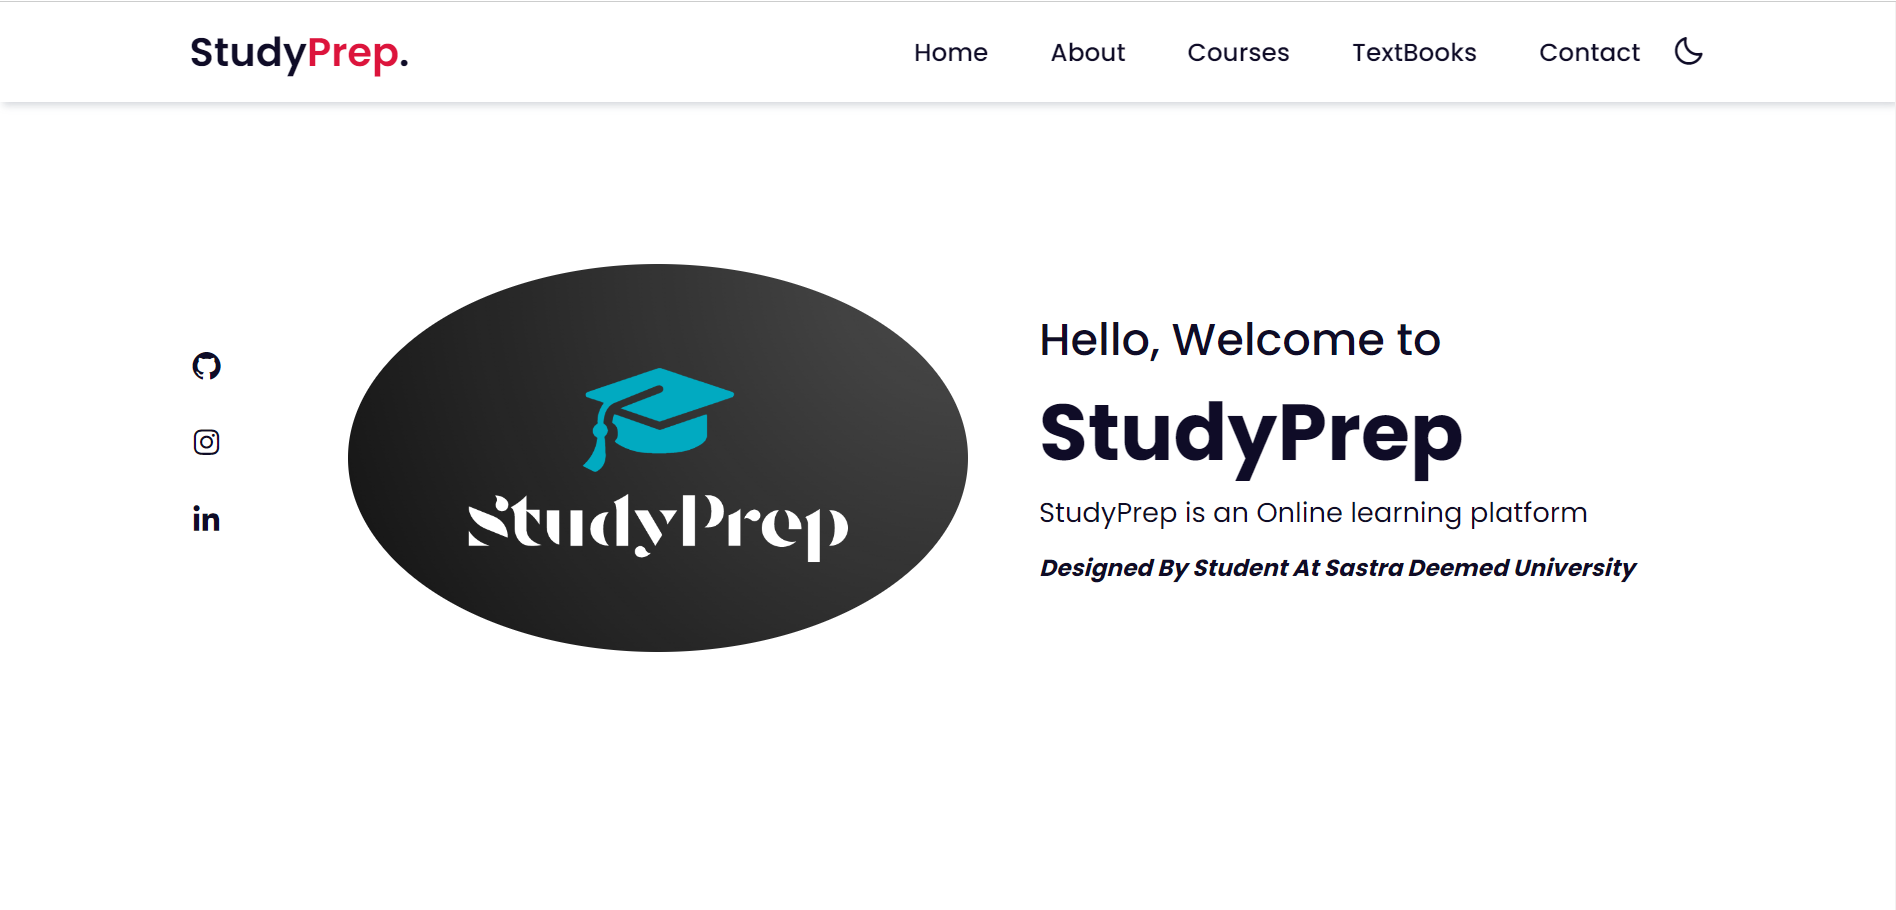 StudyPrep.
Home About Courses TextBooks Contact
StudyPrep
Hello, Welcome to
StudyPrep
StudyPrep is an Online learning platform
Designed By Student At Sastra Deemed University